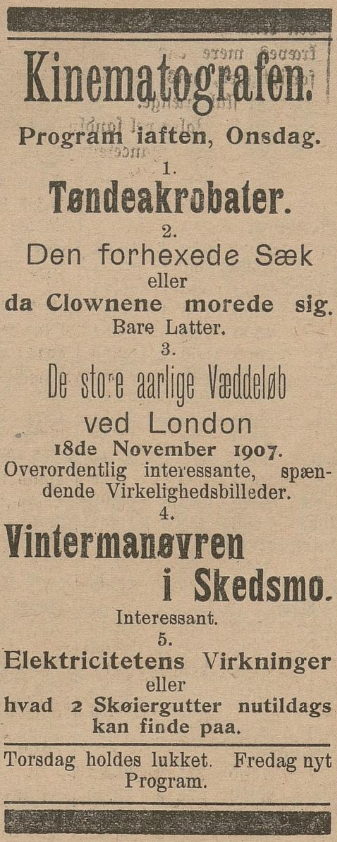 Kinematografen.
Program iaften, Onsdag.
1.
Tøndeakrobater.
2.
Den forhexede Sæk
eller
da Clownene morede sig.
Bare Latter.
3.
De store aarlige Væddeløb
ved London
18de November 1907.
Overordentlig interessante, spæn-
dende Virkelighedsbilleder.
4.
Vintermanøvren
i Skedsmo.
Interessant.
5.
Elektricitetens Virkninger
eller
hvad 2 Skøiergutter nutildags
kan finde paa.
Torsdag holdes lukket. Fredag nyt
Program.